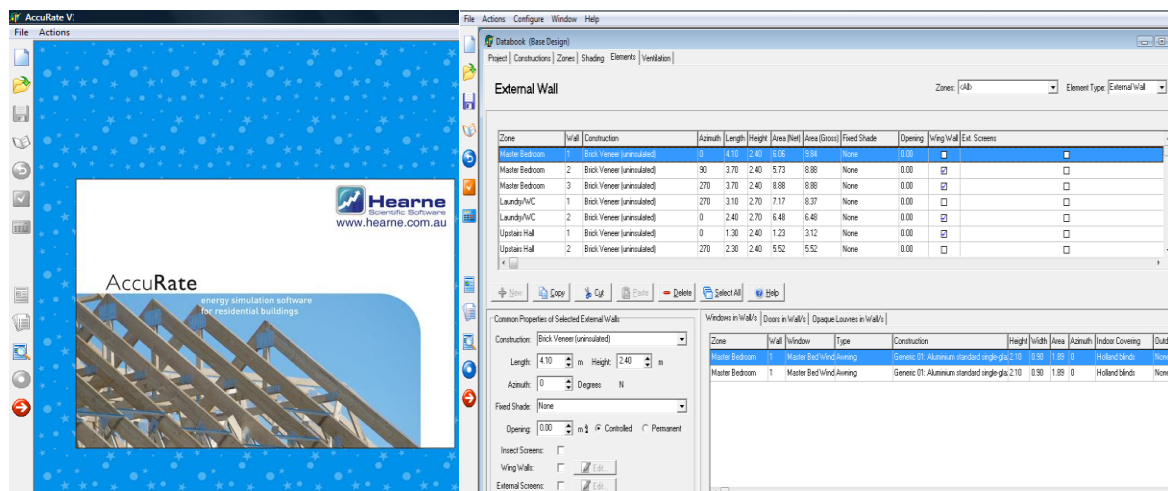 AccuRate V
File Actions
Hearne
Scientific Software
www.hearne.com.au
AccuRate
energy simulation software
for residential buildings
File Actions Configure Window Help
Databook (Base Design)
Project Constructions Zones Shading Elements Ventilation
External Wall
Zones: <All> Element Type: External Wall
Zone Wall Construction Azimuth Length Height Area (Net) Area (Gross) Fixed Shade Opening Wing Wall Ext. Screens
Master Bedroom 1 Brick Veneer (uninsulated) 0 4.10 2.40 6.06 9.84 None 0.00
Master Bedroom 2 Brick Veneer (uninsulated) 90 3.70 2.40 5.73 8.88 None 0.00
Master Bedroom 3 Brick Veneer (uninsulated) 270 3.70 2.40 8.88 8.88 None 0.00
Laundry/WC 1 Brick Veneer (uninsulated) 270 3.10 2.70 7.17 8.37 None 0.00
Laundry/WC 2 Brick Veneer (uninsulated) 0 2.40 2.70 6.48 6.48 None 0.00
Upstairs Hall 1 Brick Veneer (uninsulated) 0 1.30 2.40 1.23 3.12 None 0.00
Upstairs Hall 2 Brick Veneer (uninsulated) 270 2.30 2.40 5.52 5.52 None 0.00
New Copy Cut Paste Delete Select All Help
Common Properties of Selected External Walls
Construction: Brick Veneer (uninsulated)
Length: 4.10 m Height: 2.40 m
Azimuth: 0 Degrees N
Fixed Shade: None
Opening: 0.00 m² Controlled Permanent
Insect Screens:
Wing Walls: Edit...
External Screens: Edit...
Windows in Wall/s Doors in Wall/s Opaque Louvres in Wall/s
Zone Wall Window Type Construction Height Width Area Azimuth Indoor Covering Outd
Master Bedroom 1 Master Bed Wind Awning Generic 01: Aluminium standard single-gla 2.10 0.90 1.89 0 Holland blinds None
Master Bedroom 1 Master Bed Wind Awning Generic 01: Aluminium standard single-gla 2.10 0.90 1.89 0 Holland blinds None